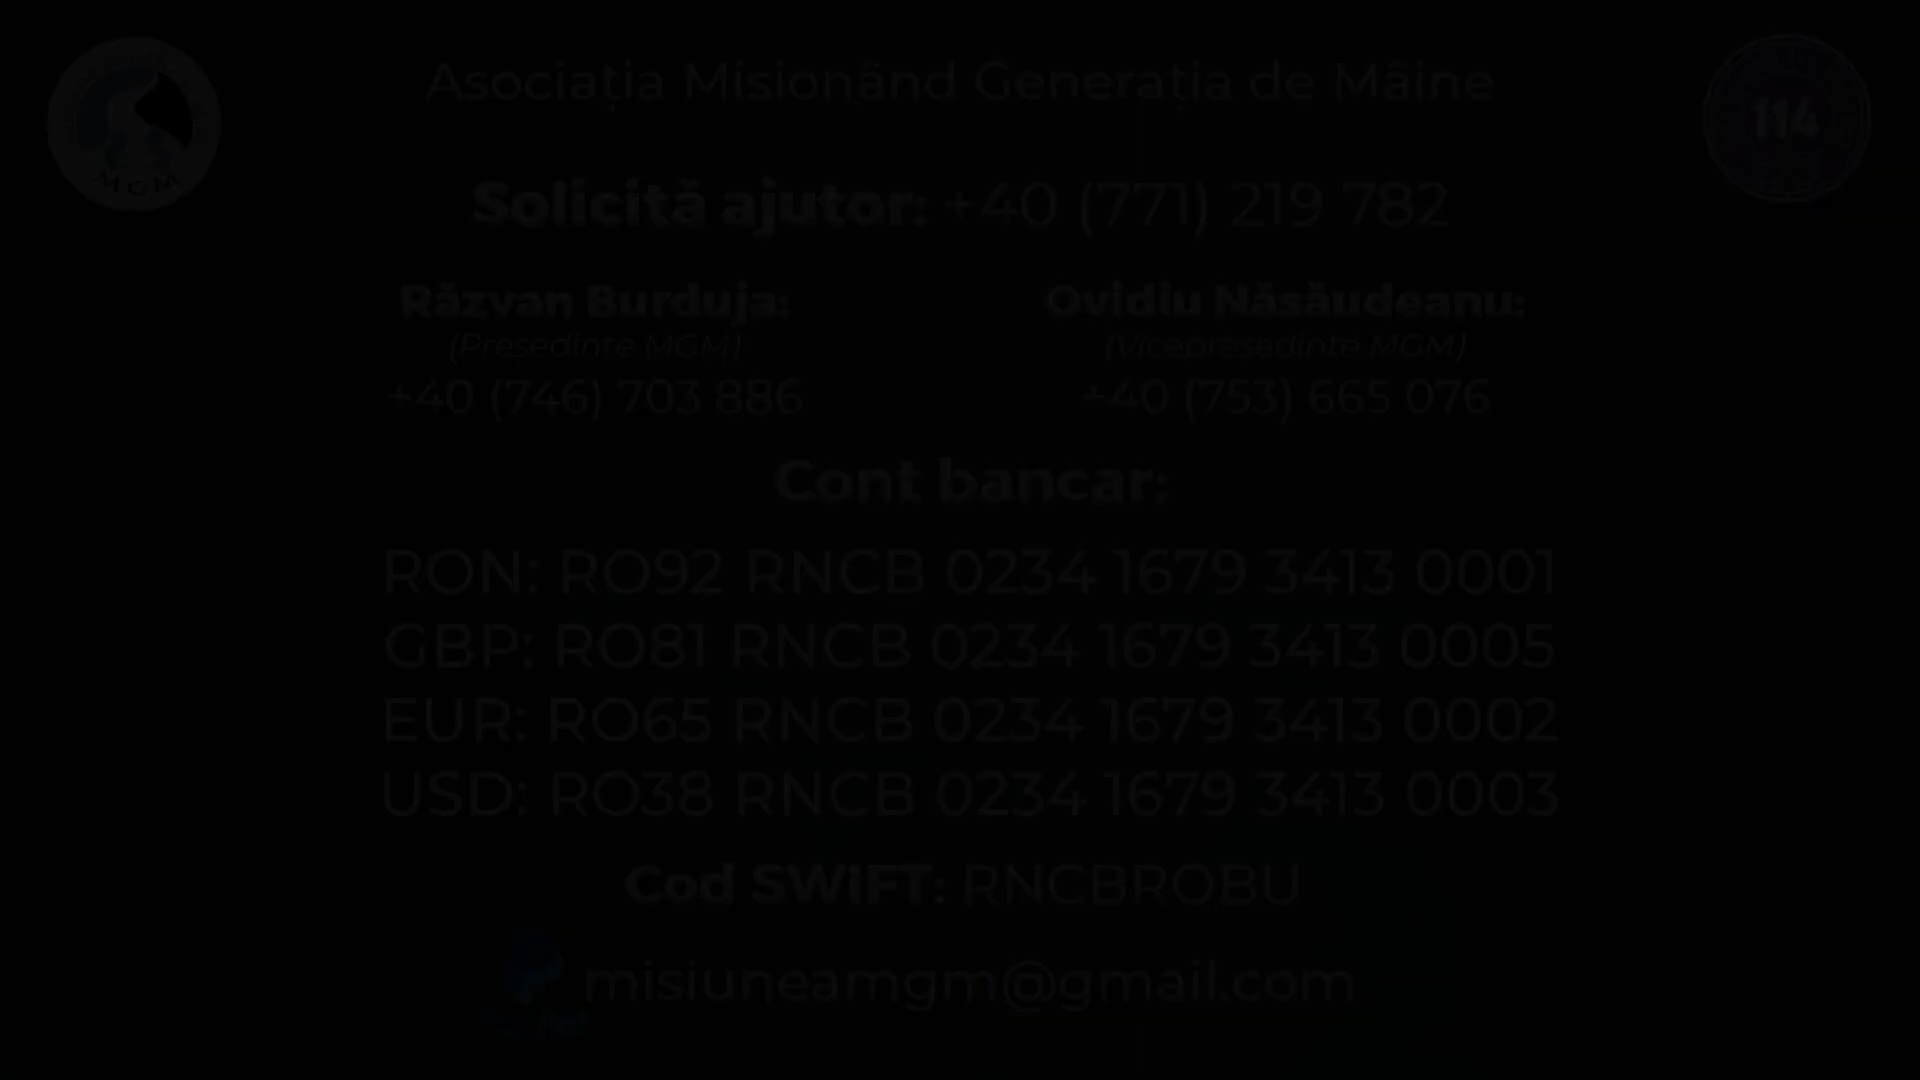 Asociația Misionând Generația de Mâine
MGM
114
Solicită ajutor: +40 (771) 219 782
Răzvan Burduja:
(Președinte MGM)
+40 (746) 703 886
Ovidiu Năsăudeanu:
(Vicepreședinte MGM)
+40 (753) 665 076
Cont bancar:
RON: RO92 RNCB 0234 1679 3413 0001
GBP: RO81 RNCB 0234 1679 3413 0005
EUR: RO65 RNCB 0234 1679 3413 0002
USD: RO38 RNCB 0234 1679 3413 0003
Cod SWIFT: RNCBROBU
misiuneamgm@gmail.com